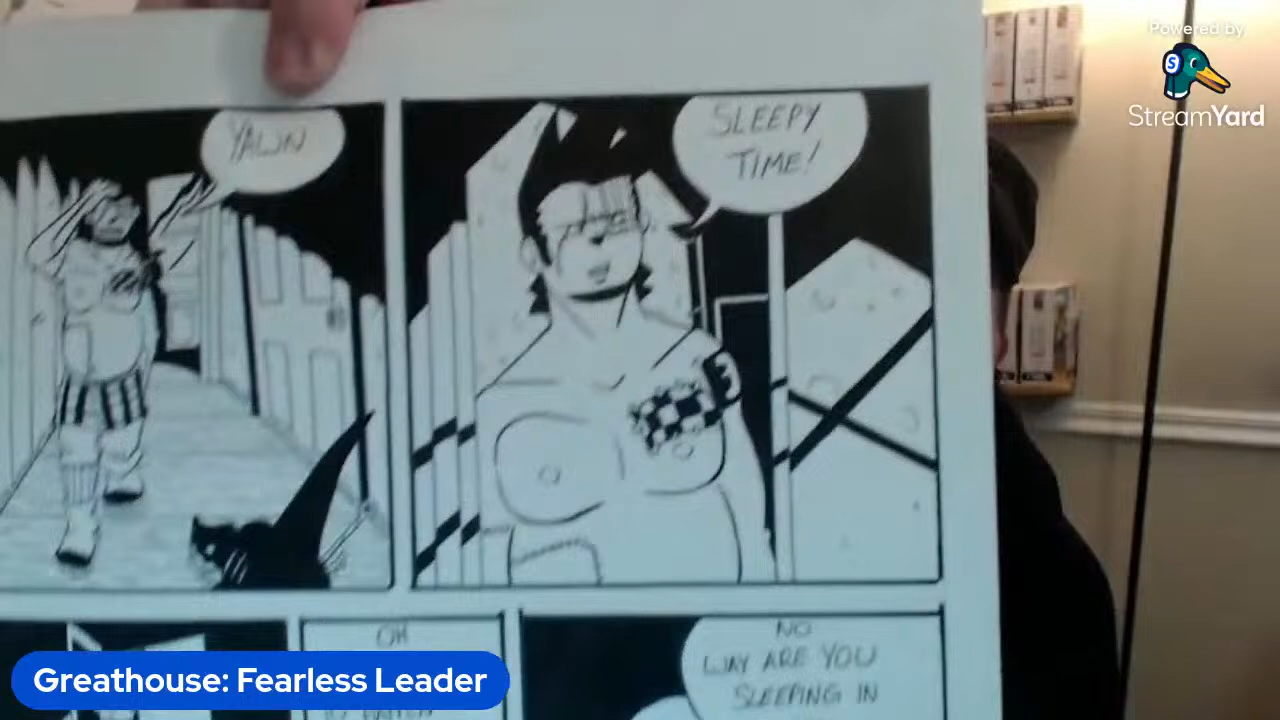 Powered by
StreamYard
YAWN
SLEEPY
TIME!
OH
NO
WAY ARE YOU
SLEEPING IN
Greathouse: Fearless Leader